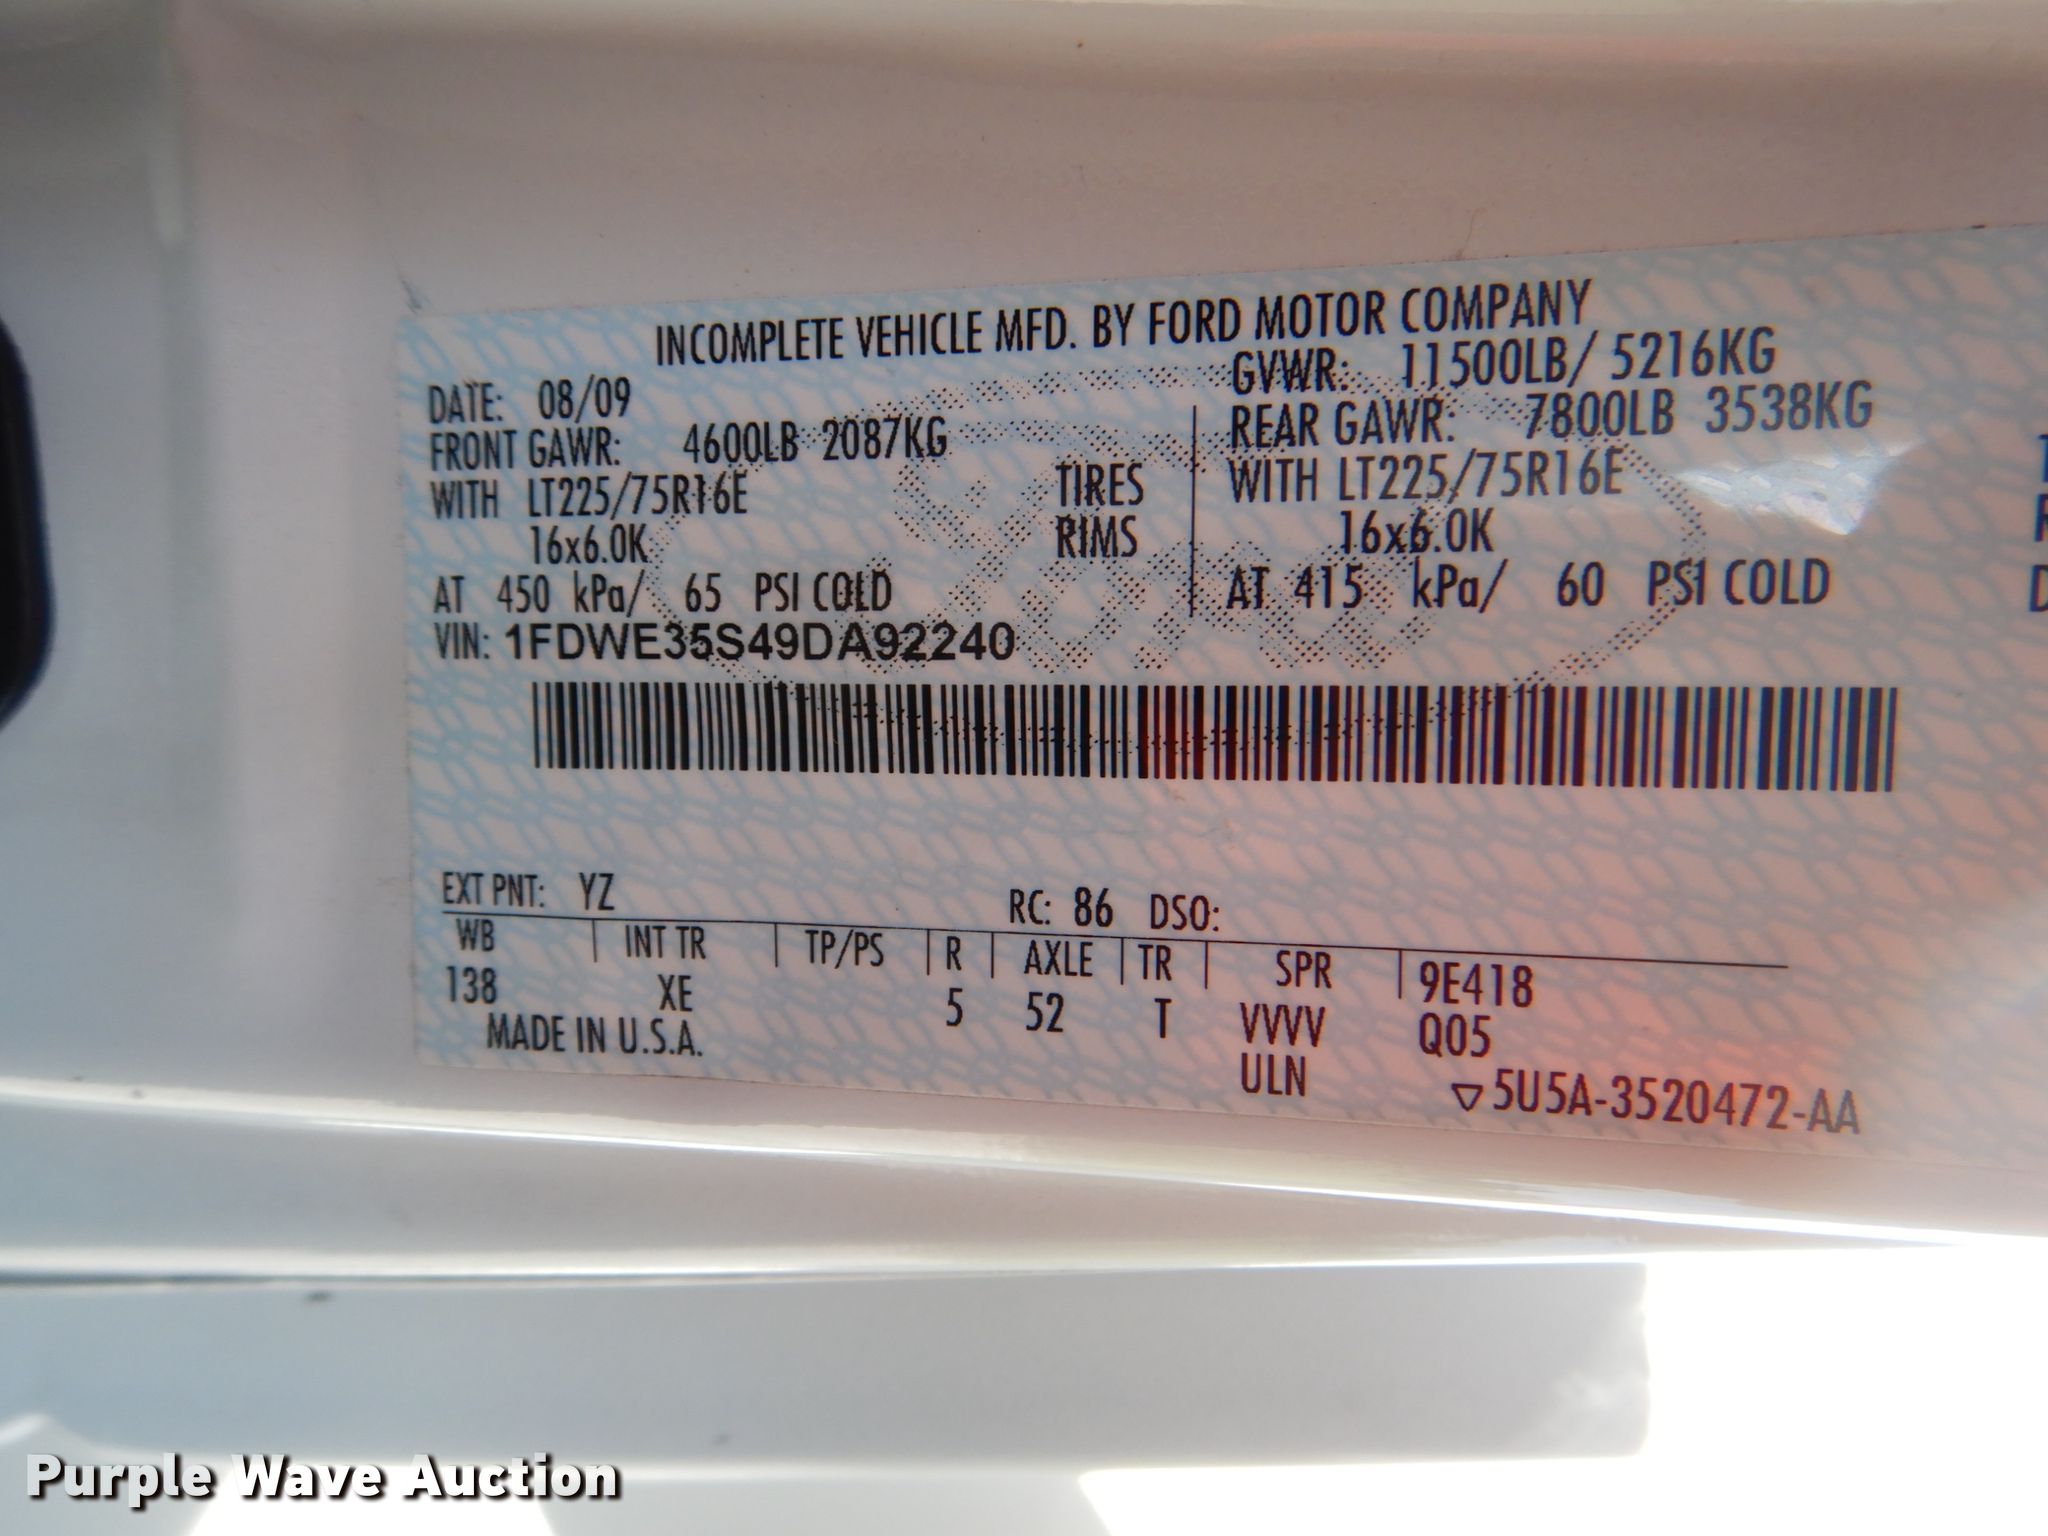 INCOMPLETE VEHICLE MFD. BY FORD MOTOR COMPANY
DATE: 08/09 GVWR: 11500LB/ 5216KG
FRONT GAWR: 4600LB 2087KG REAR GAWR: 7800LB 3538KG
WITH LT225/75R16E TIRES WITH LT225/75R16E
16x6.0K RIMS 16x6.0K
AT 450 kPa/ 65 PSI COLD AT 415 kPa/ 60 PSI COLD
VIN: 1FDWE35S49DA92240
EXT PNT: YZ RC: 86 DSO:
WB INT TR TP/PS R AXLE TR SPR 9E418
138 XE 5 52 T VVVV Q05
MADE IN U.S.A. ULN
▽5U5A-3520472-AA
Purple Wave Auction